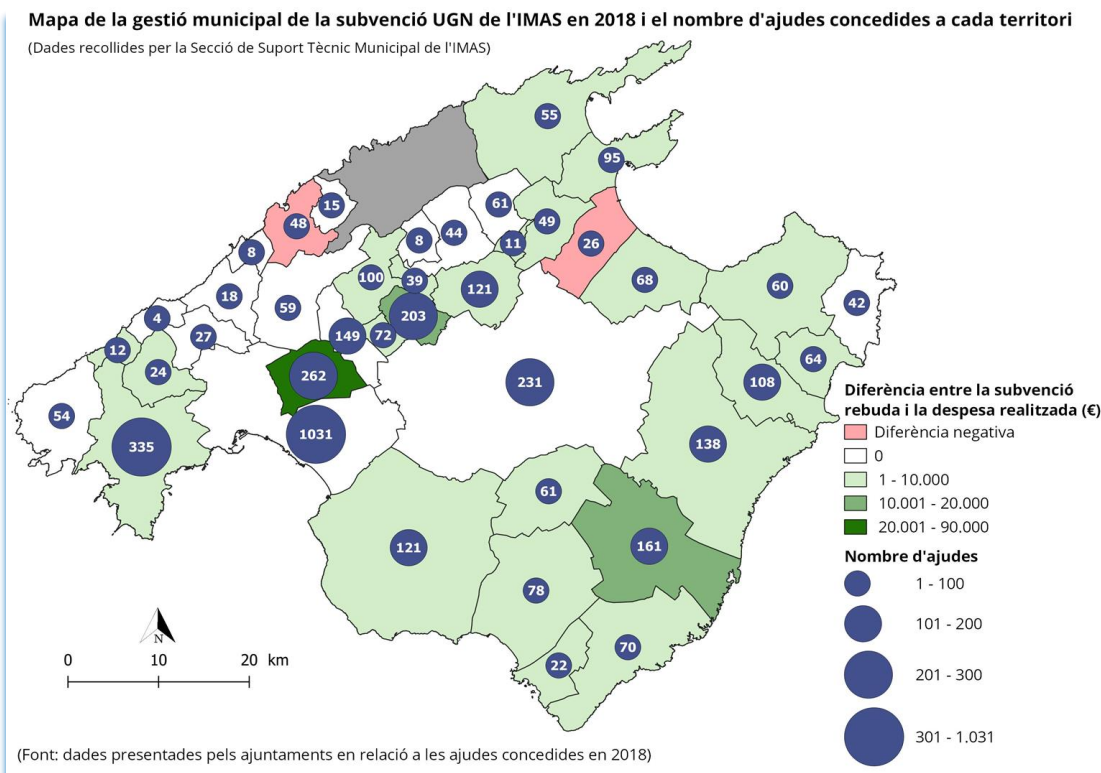 Mapa de la gestió municipal de la subvenció UGN de l'IMAS en 2018 i el nombre d'ajudes concedides a cada territori
(Dades recollides per la Secció de Suport Tècnic Municipal de l'IMAS)
55
95
15
61
48
49
8
44
11
26
8
100
39
68
60
18
121
42
59
203
4
149
72
27
12
64
24
262
231
108
54
335
1031
138
61
121
161
78
70
22
Diferència entre la subvenció
rebuda i la despesa realitzada (€)
Diferència negativa
0
1 - 10.000
10.001 - 20.000
20.001 - 90.000
Nombre d'ajudes
1 - 100
101 - 200
201 - 300
301 - 1.031
N
0 10 20 km
(Font: dades presentades pels ajuntaments en relació a les ajudes concedides en 2018)